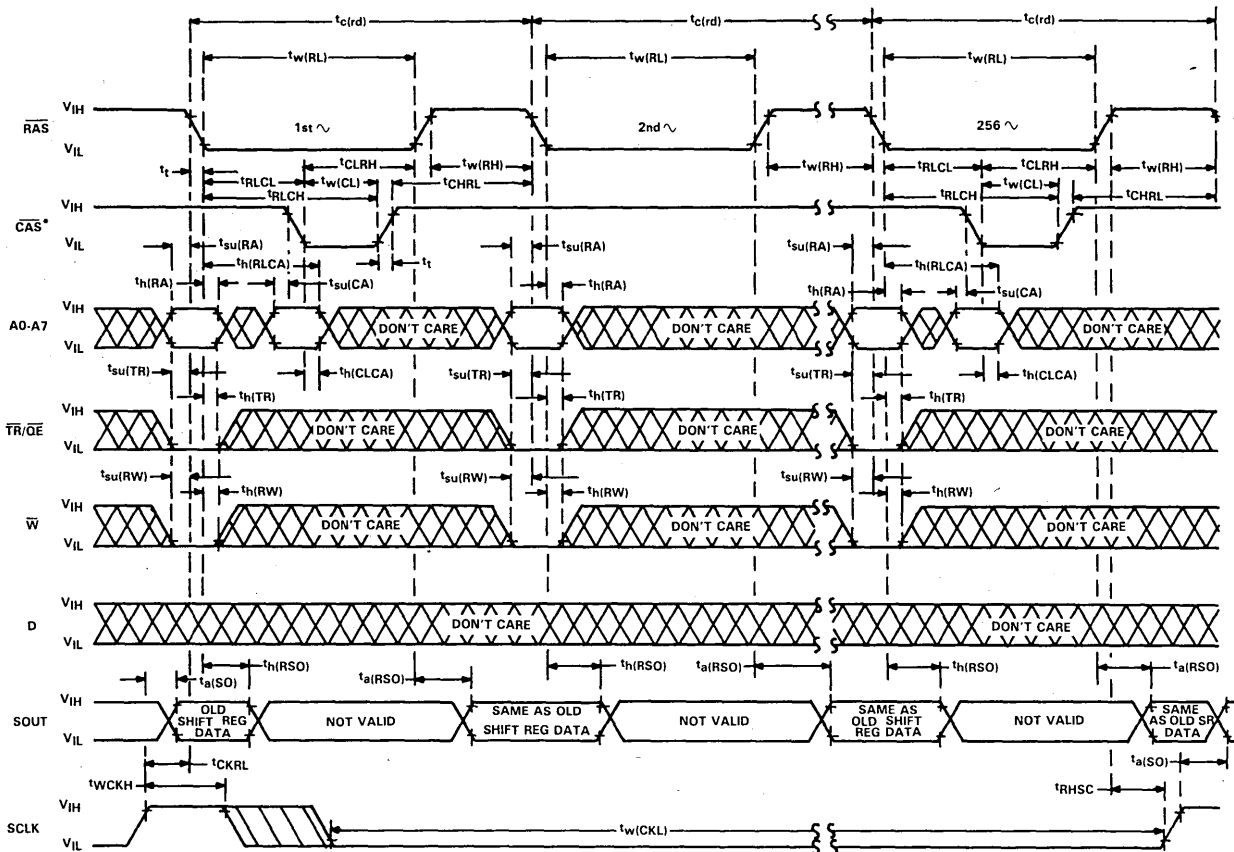 tc(rd) tc(rd) tc(rd)
tw(RL) tw(RL) tw(RL)
VIH
RAS
1st ∿ 2nd ∿ 256 ∿
VIL
tCLRH tw(RH) tw(RH) tRLCL tCLRH tw(RH)
tt
tRLCL tw(CL) tCHRL tw(CL) tCHRL
tRLCH tRLCH
VIH
CAS*
VIL
tsu(RA) tsu(RA) tsu(RA)
th(RLCA) tt th(RLCA)
th(RA) tsu(CA) th(RA) th(RA) tsu(CA)
VIH
A0-A7 DON'T CARE DON'T CARE DON'T CARE
VIL
tsu(TR) th(CLCA) tsu(TR) tsu(TR) th(CLCA)
th(TR) th(TR) th(TR)
VIH
TR/QE DON'T CARE DON'T CARE DON'T CARE
VIL
tsu(RW) tsu(RW) tsu(RW)
th(RW) th(RW) th(RW)
VIH
W DON'T CARE DON'T CARE DON'T CARE
VIL
VIH
D DON'T CARE DON'T CARE
VIL
th(RSO) th(RSO) ta(RSO) th(RSO)
ta(SO) ta(RSO) ta(RSO)
VIH
SOUT
VIL
OLD
SHIFT REG
DATA
NOT VALID
SAME AS OLD
SHIFT REG DATA
NOT VALID
SAME AS
OLD SHIFT
REG DATA
NOT VALID
SAME
AS OLD SR
DATA
tCKRL ta(SO)
tWCKH tRHSC
VIH
SCLK tw(CKL)
VIL